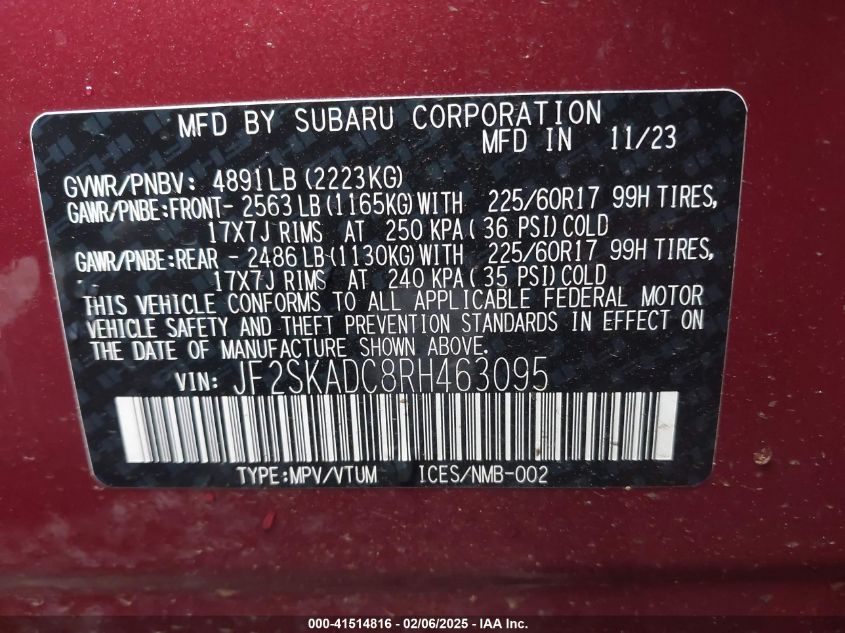 MFD BY SUBARU CORPORATION
MFD IN 11/23
GVWR/PNBV: 4891LB (2223KG)
GAWR/PNBE:FRONT- 2563LB (1165KG) WITH 225/60R17 99H TIRES,
17X7J RIMS AT 250 KPA ( 36 PSI) COLD
GAWR/PNBE:REAR - 2486LB (1130KG) WITH 225/60R17 99H TIRES,
17X7J RIMS AT 240 KPA ( 35 PSI) COLD
THIS VEHICLE CONFORMS TO ALL APPLICABLE FEDERAL MOTOR
VEHICLE SAFETY AND THEFT PREVENTION STANDARDS IN EFFECT ON
THE DATE OF MANUFACTURE SHOWN ABOVE.
VIN: JF2SKADC8RH463095
TYPE:MPV/VTUM ICES/NMB-002
000-41514816 - 02/06/2025 - IAA Inc.